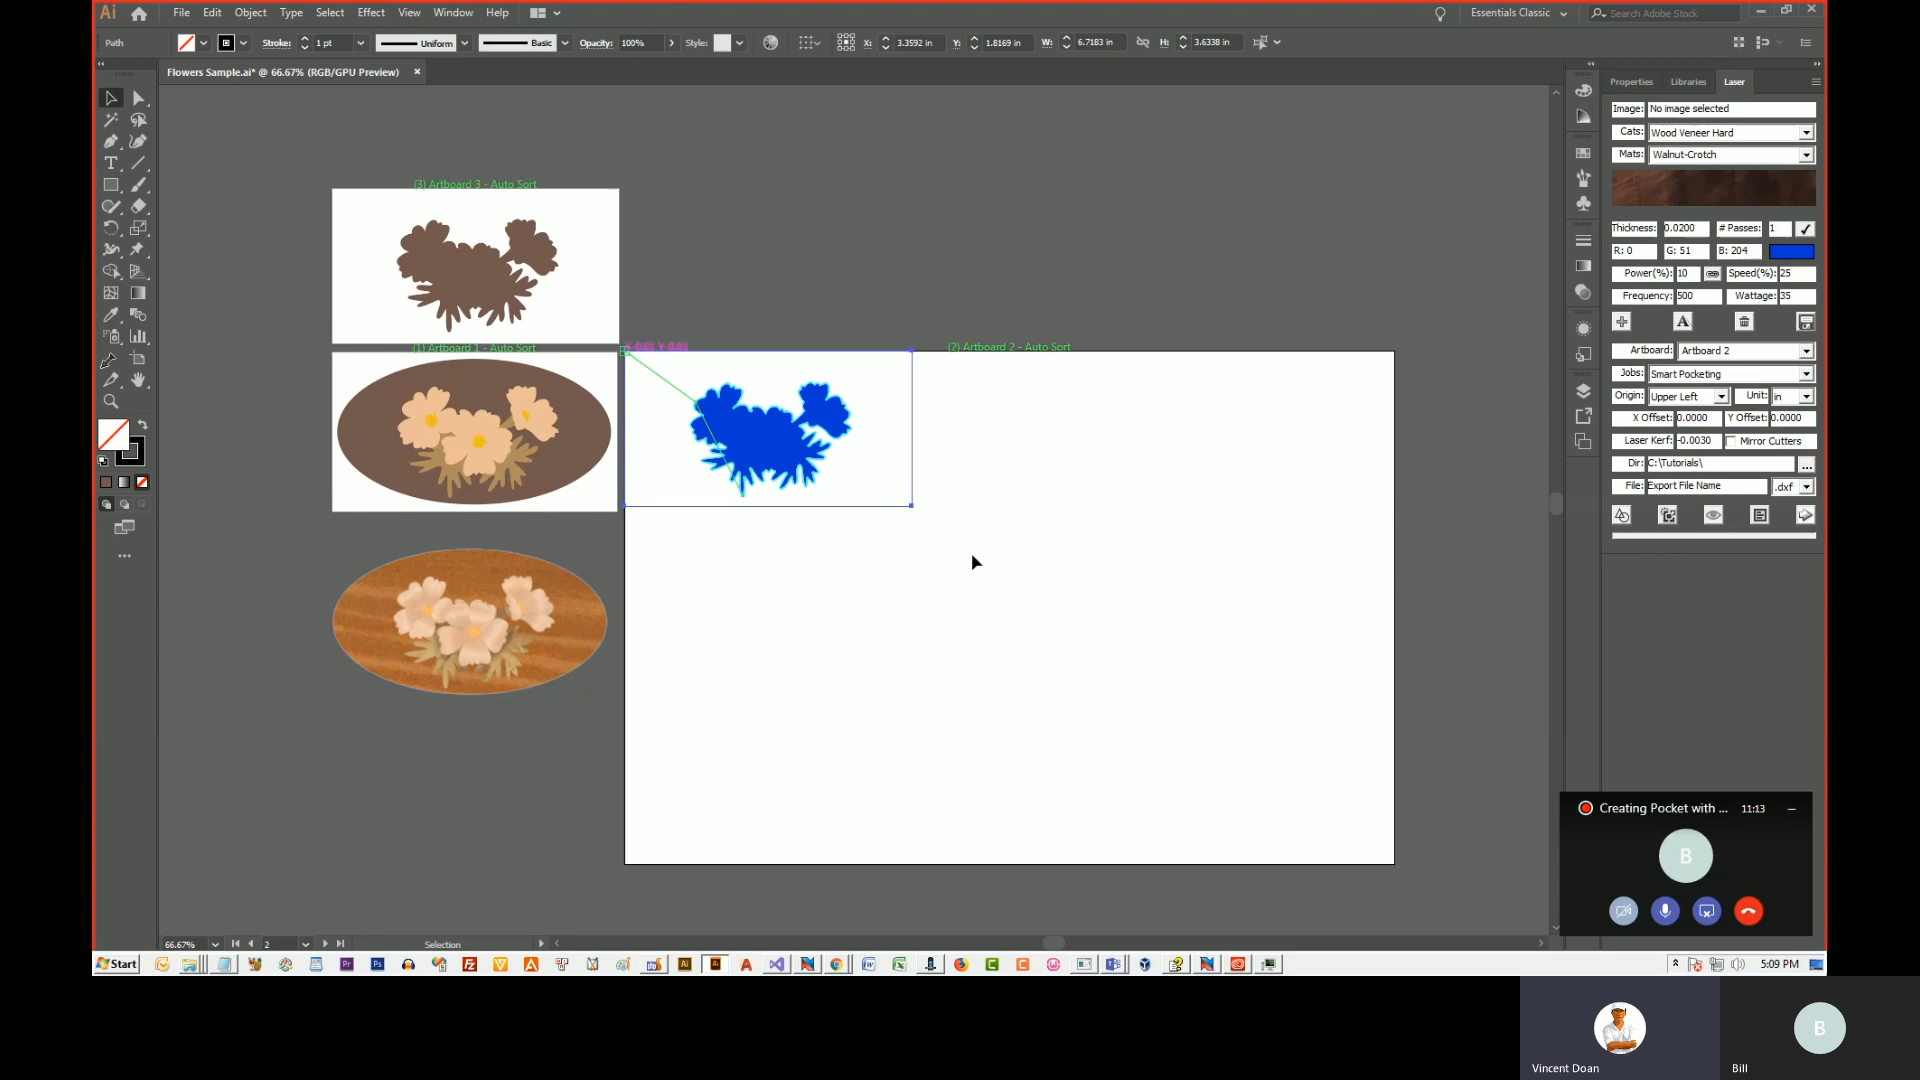 Ai File Edit Object Type Select Effect View Window Help
Essentials Classic
Search Adobe Stock
Path Stroke: 1 pt Uniform Basic Opacity: 100% Style: X: 3.3592 in Y: 1.8169 in W: 6.7183 in H: 3.6338 in
Flowers Sample.ai* @ 66.67% (RGB/GPU Preview) ×
Properties Libraries Laser
Image: No image selected
Cats: Wood Veneer Hard
Mats: Walnut-Crotch
Thickness: 0.0200 # Passes: 1
R: 0 G: 51 B: 204
Power(%): 10 Speed(%): 25
Frequency: 500 Wattage: 35
A
Artboard: Artboard 2
Jobs: Smart Pocketing
Origin: Upper Left Unit: in
X Offset: 0.0000 Y Offset: 0.0000
Laser Kerf: -0.0030 Mirror Cutters
Dir: C:\Tutorials\ ...
File: Export File Name .dxf
(3) Artboard 3 - Auto Sort
(1) Artboard 1 - Auto Sort
(2) Artboard 2 - Auto Sort
Creating Pocket with ... 11:13
B
66.67% 2 Selection
Start
5:09 PM
B
Vincent Doan
Bill